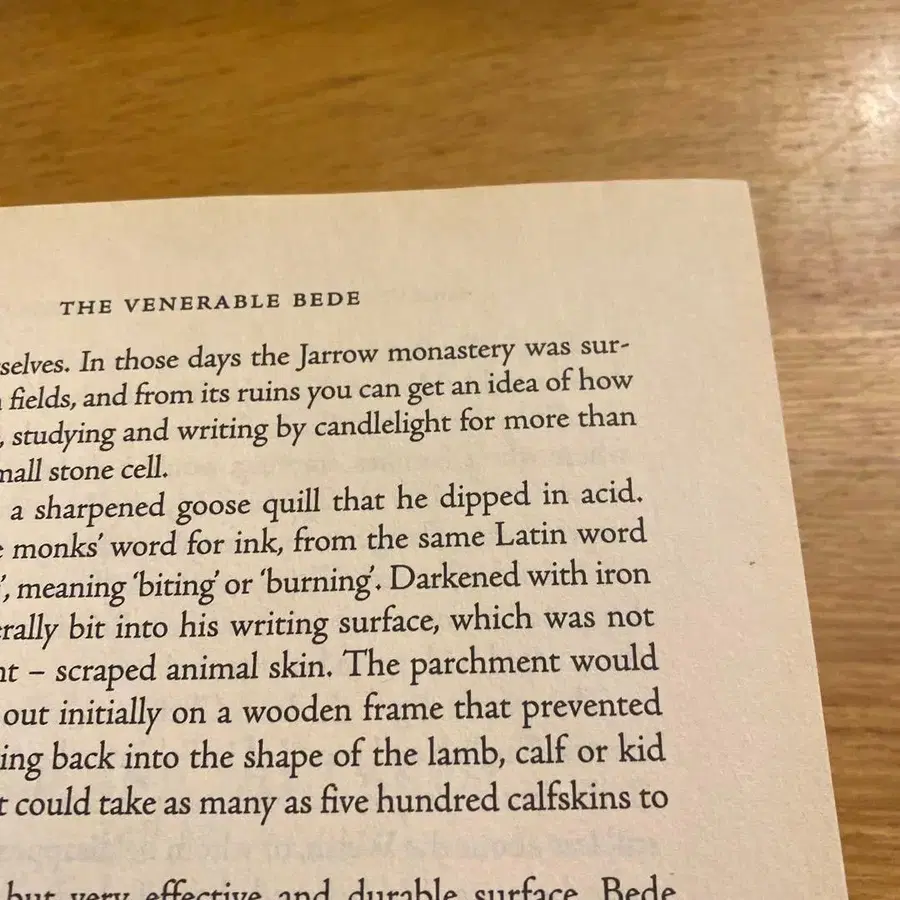 THE VENERABLE BEDE
selves. In those days the Jarrow monastery was sur-
fields, and from its ruins you can get an idea of how
, studying and writing by candlelight for more than
mall stone cell.
a sharpened goose quill that he dipped in acid.
monks' word for ink, from the same Latin word
', meaning 'biting' or 'burning'. Darkened with iron
erally bit into his writing surface, which was not
nt – scraped animal skin. The parchment would
out initially on a wooden frame that prevented
ing back into the shape of the lamb, calf or kid
t could take as many as five hundred calfskins to
but very effective and durable surface Bede